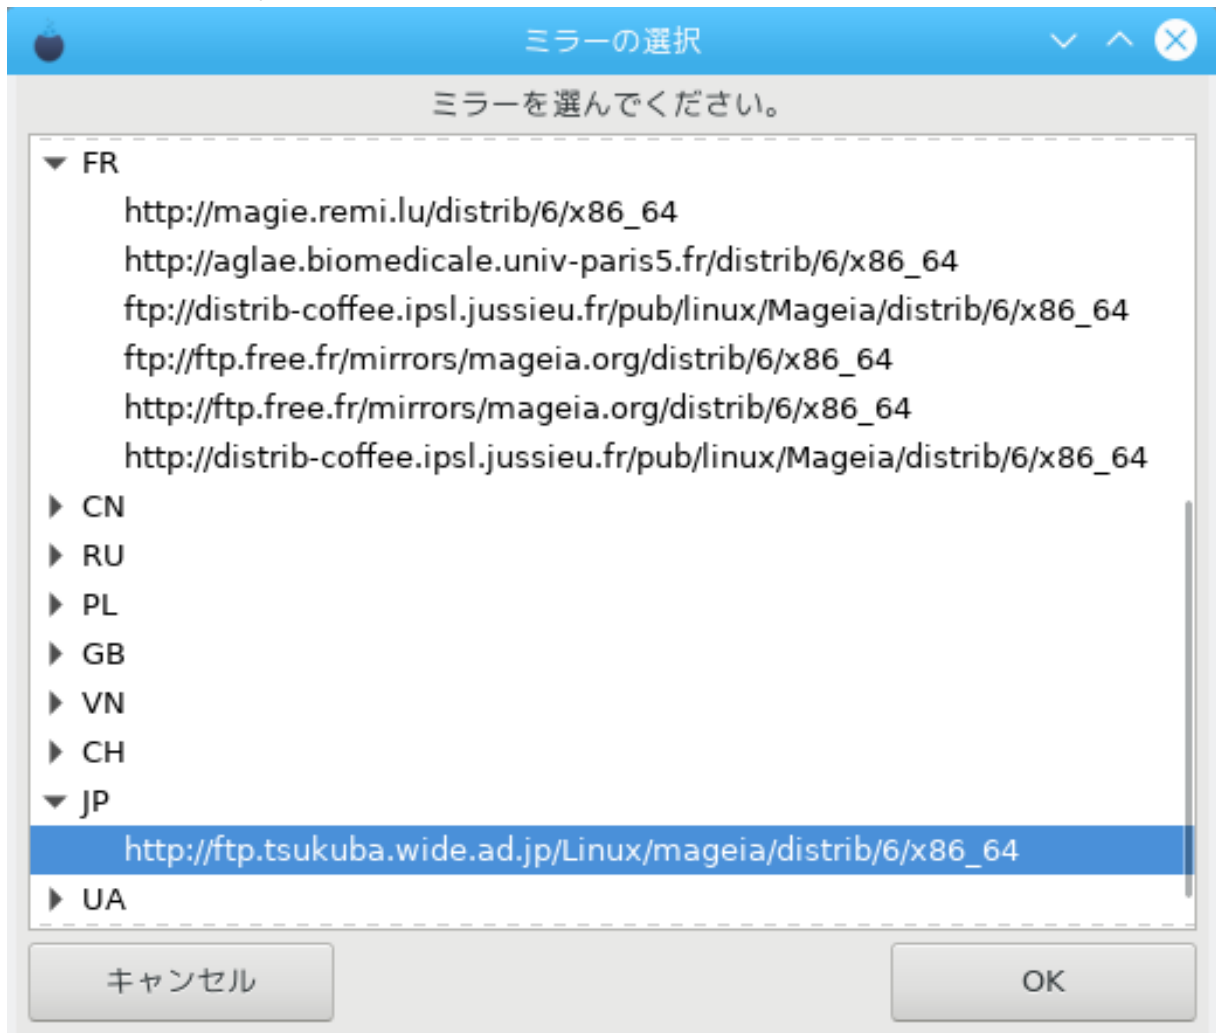 ミラーの選択
ミラーを選んでください。
FR
http://magie.remi.lu/distrib/6/x86_64
http://aglae.biomedicale.univ-paris5.fr/distrib/6/x86_64
ftp://distrib-coffee.ipsl.jussieu.fr/pub/linux/Mageia/distrib/6/x86_64
ftp://ftp.free.fr/mirrors/mageia.org/distrib/6/x86_64
http://ftp.free.fr/mirrors/mageia.org/distrib/6/x86_64
http://distrib-coffee.ipsl.jussieu.fr/pub/linux/Mageia/distrib/6/x86_64
CN
RU
PL
GB
VN
CH
JP
http://ftp.tsukuba.wide.ad.jp/Linux/mageia/distrib/6/x86_64
UA
キャンセル
OK